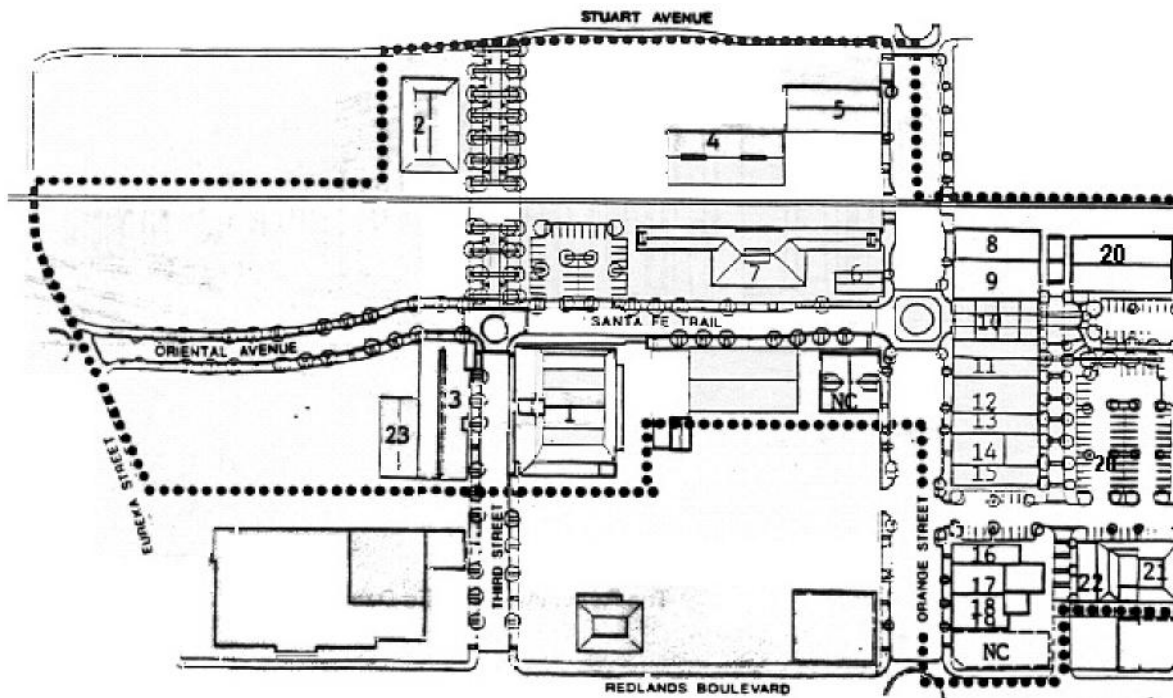 STUART AVENUE
2
5
4
8
20
9
7
6
10
SANTA FE TRAIL
ORIENTAL AVENUE
11
NC
3
1
12
13
23
14
20
15
EUREKA STREET
THIRD STREET
ORANGE STREET
16
17
22
21
18
19
NC
REDLANDS BOULEVARD